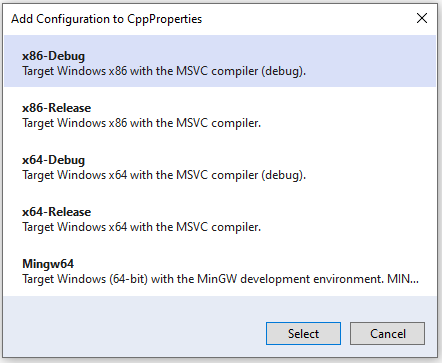 Add Configuration to CppProperties
x86-Debug
Target Windows x86 with the MSVC compiler (debug).
x86-Release
Target Windows x86 with the MSVC compiler.
x64-Debug
Target Windows x64 with the MSVC compiler (debug).
x64-Release
Target Windows x64 with the MSVC compiler.
Mingw64
Target Windows (64-bit) with the MinGW development environment. MIN...
Select Cancel